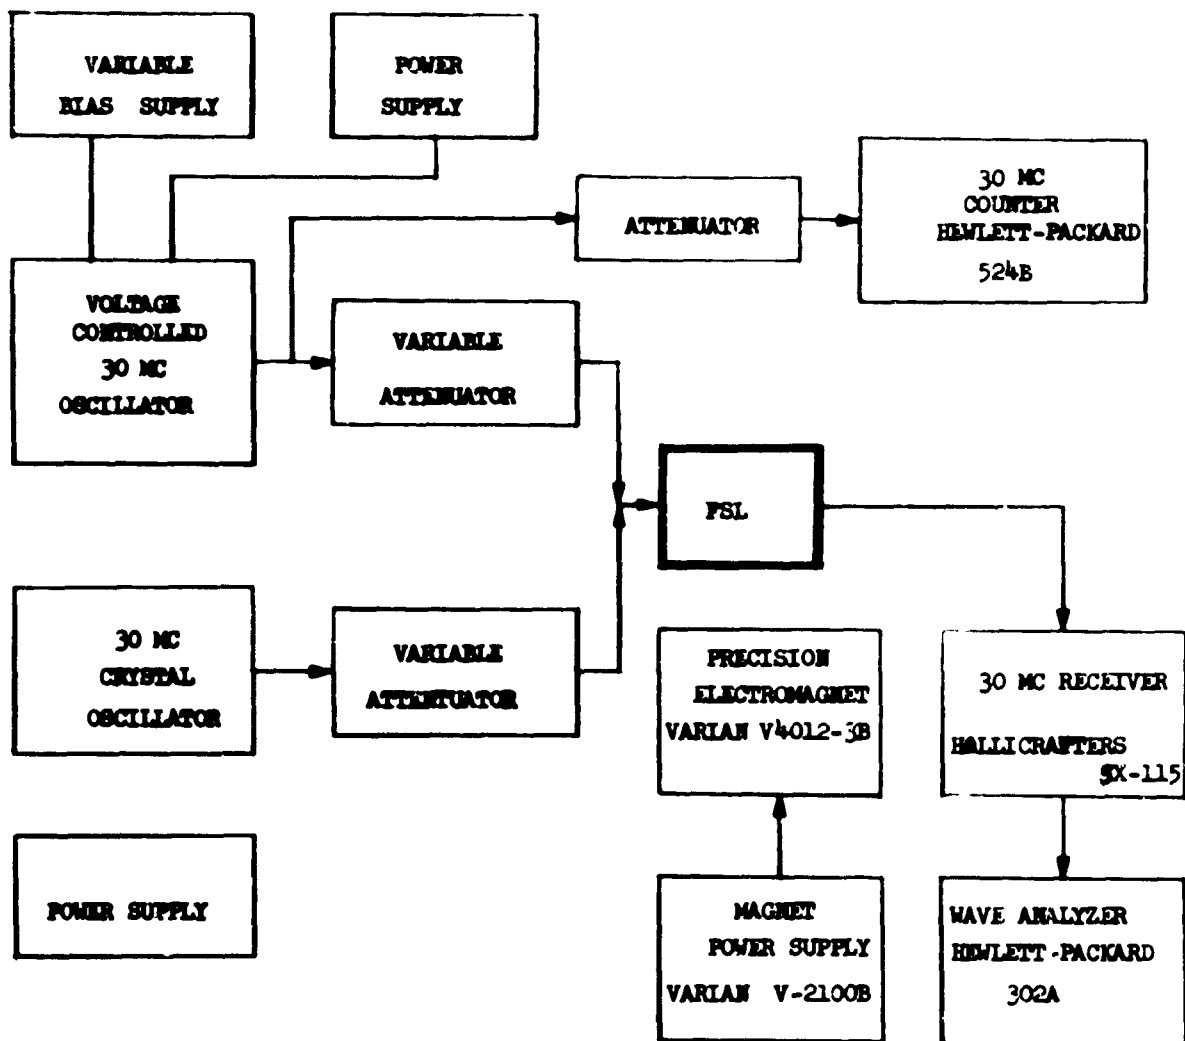 VARIABLE
BIAS SUPPLY
POWER
SUPPLY
30 MC
COUNTER
HEWLETT-PACKARD
524B
ATTENUATOR
VOLTAGE
CONTROLLED
30 MC
OSCILLATOR
VARIABLE
ATTENUATOR
FSL
30 MC
CRYSTAL
OSCILLATOR
VARIABLE
ATTENTUATOR
PRECISION
ELECTROMAGNET
VARIAN V4012-3B
30 MC RECEIVER
HALLICRAFTERS
SX-115
POWER SUPPLY
MAGNET
POWER SUPPLY
VARIAN V-2100B
WAVE ANALYZER
HEWLETT-PACKARD
302A